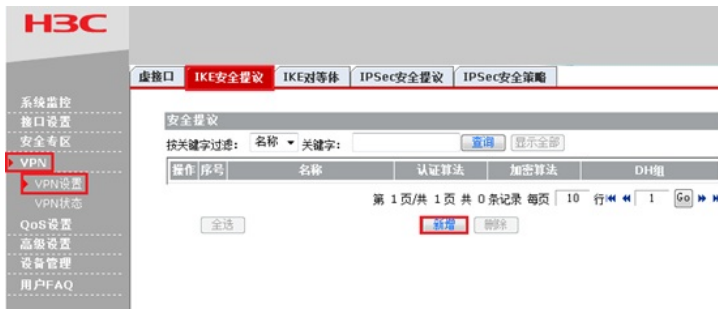 H3C
虚接口 IKE安全提议 IKE对等体 IPSec安全提议 IPSec安全策略
系统监控
接口设置
安全专区
VPN
VPN设置
VPN状态
QoS设置
高级设置
设备管理
用户FAQ
安全提议
按关键字过滤: 名称 关键字: 查询 显示全部
操作 序号 名称 认证算法 加密算法 DH组
第 1 页/共 1 页 共 0 条记录 每页 10 行 1 Go
全选 新增 删除